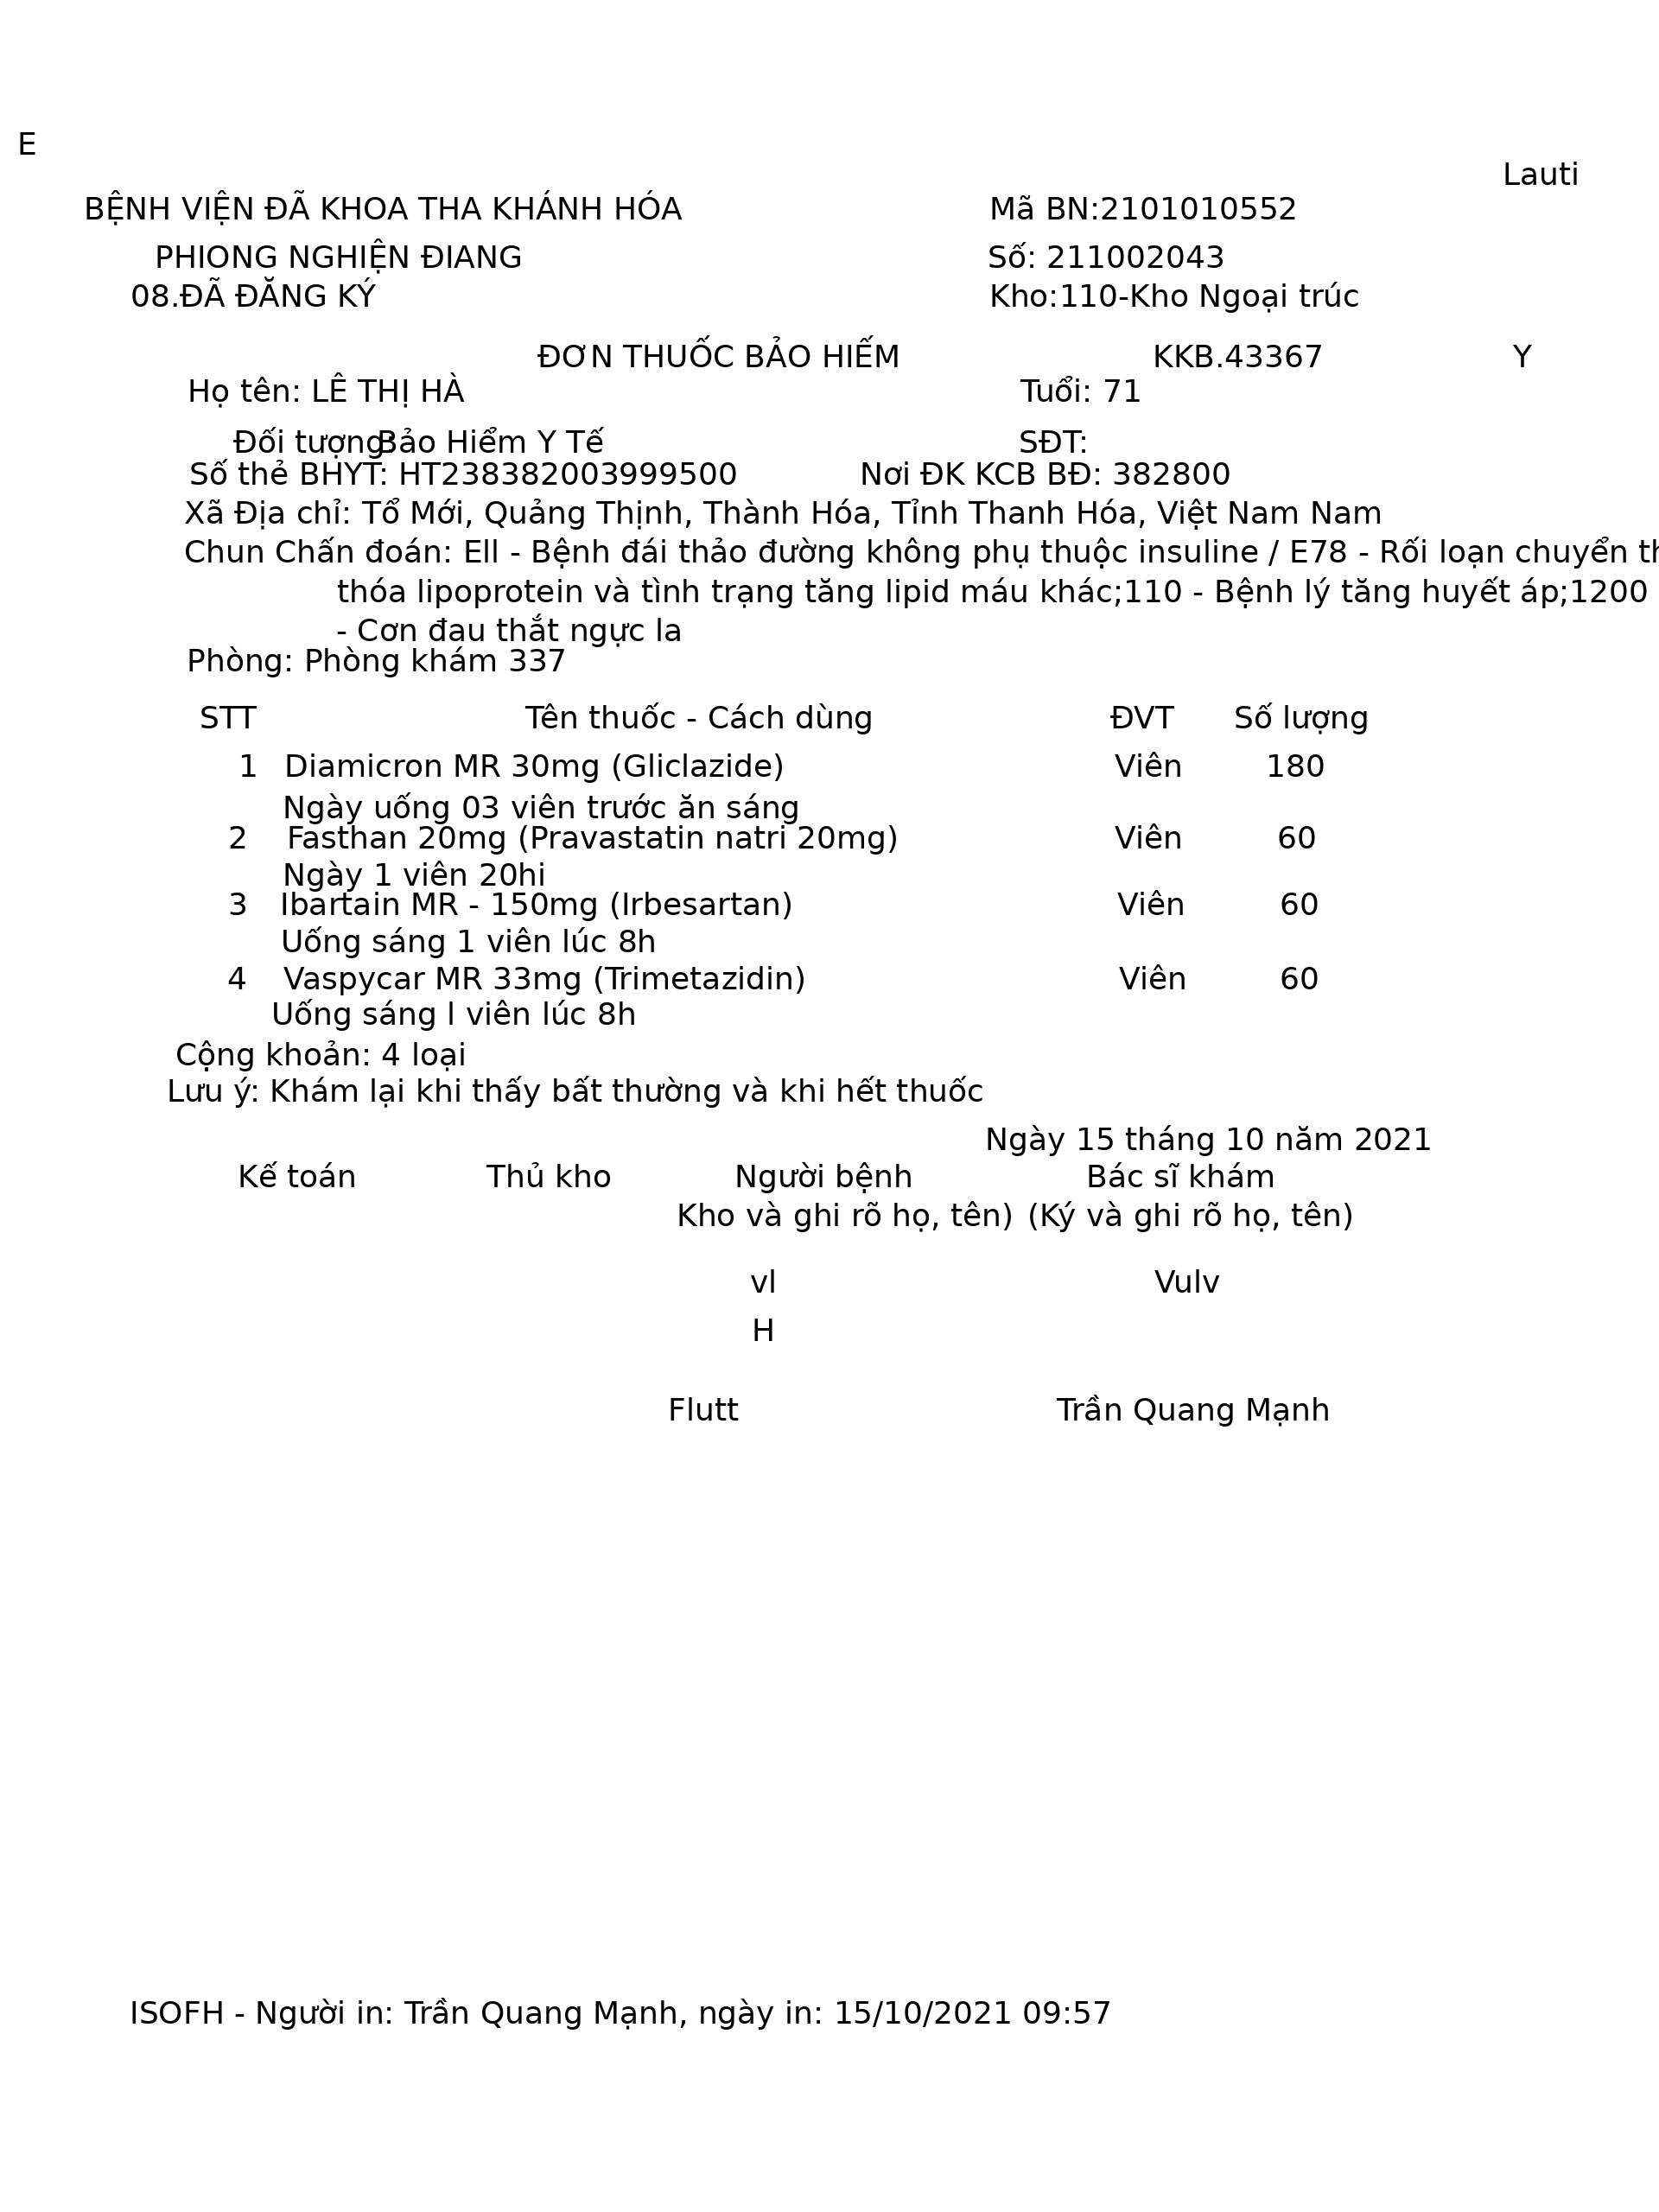 E
Lauti
BỆNH VIỆN ĐÃ KHOA THA KHÁNH HÓA Mã BN:2101010552
PHIONG NGHIỆN ĐIANG Số: 211002043
08.ĐÃ ĐĂNG KÝ Kho:110-Kho Ngoại trúc
ĐƠN THUỐC BẢO HIẾM KKB.43367 Y
Họ tên: LÊ THỊ HÀ Tuổi: 71
Đối tượng: Bảo Hiểm Y Tế SĐT:
Số thẻ BHYT: HT238382003999500 Nơi ĐK KCB BĐ: 382800
Xã Địa chỉ: Tổ Mới, Quảng Thịnh, Thành Hóa, Tỉnh Thanh Hóa, Việt Nam Nam
Chun Chấn đoán: Ell - Bệnh đái thảo đường không phụ thuộc insuline / E78 - Rối loạn chuyển th
thóa lipoprotein và tình trạng tăng lipid máu khác;110 - Bệnh lý tăng huyết áp;1200
- Cơn đau thắt ngực la
Phòng: Phòng khám 337
STT Tên thuốc - Cách dùng ĐVT Số lượng
1 Diamicron MR 30mg (Gliclazide) Viên 180
Ngày uống 03 viên trước ăn sáng
2 Fasthan 20mg (Pravastatin natri 20mg) Viên 60
Ngày 1 viên 20hi
3 Ibartain MR - 150mg (Irbesartan) Viên 60
Uống sáng 1 viên lúc 8h
4 Vaspycar MR 33mg (Trimetazidin) Viên 60
Uống sáng l viên lúc 8h
Cộng khoản: 4 loại
Lưu ý: Khám lại khi thấy bất thường và khi hết thuốc
Ngày 15 tháng 10 năm 2021
Kế toán Thủ kho Người bệnh Bác sĩ khám
Kho và ghi rõ họ, tên) (Ký và ghi rõ họ, tên)
vl Vulv
H
Flutt Trần Quang Mạnh
ISOFH - Người in: Trần Quang Mạnh, ngày in: 15/10/2021 09:57